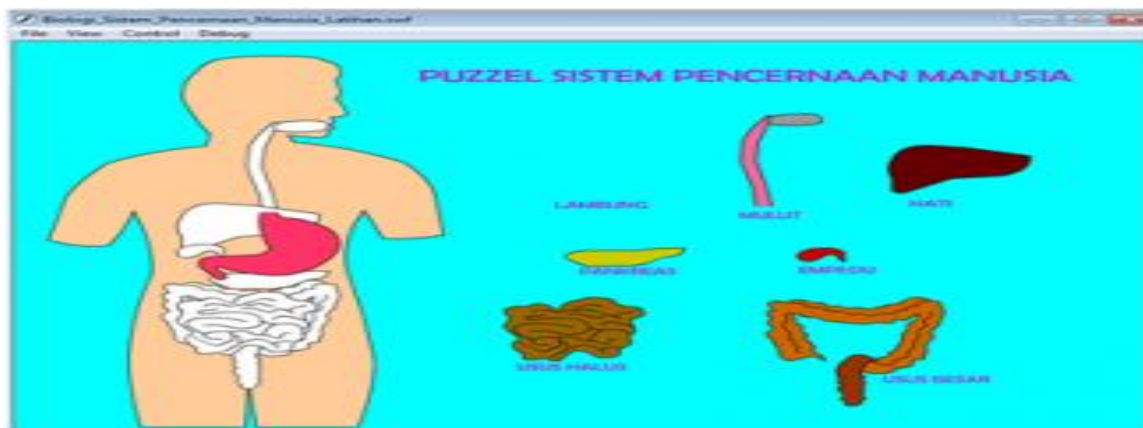 Biologi_Sistem_Pencernaan_Manusia_Latihan.swf
File View Control Debug
PUZZEL SISTEM PENCERNAAN MANUSIA
LAMBUNG
MULUT
HATI
PANKREAS
EMPEDU
USUS HALUS
USUS BESAR